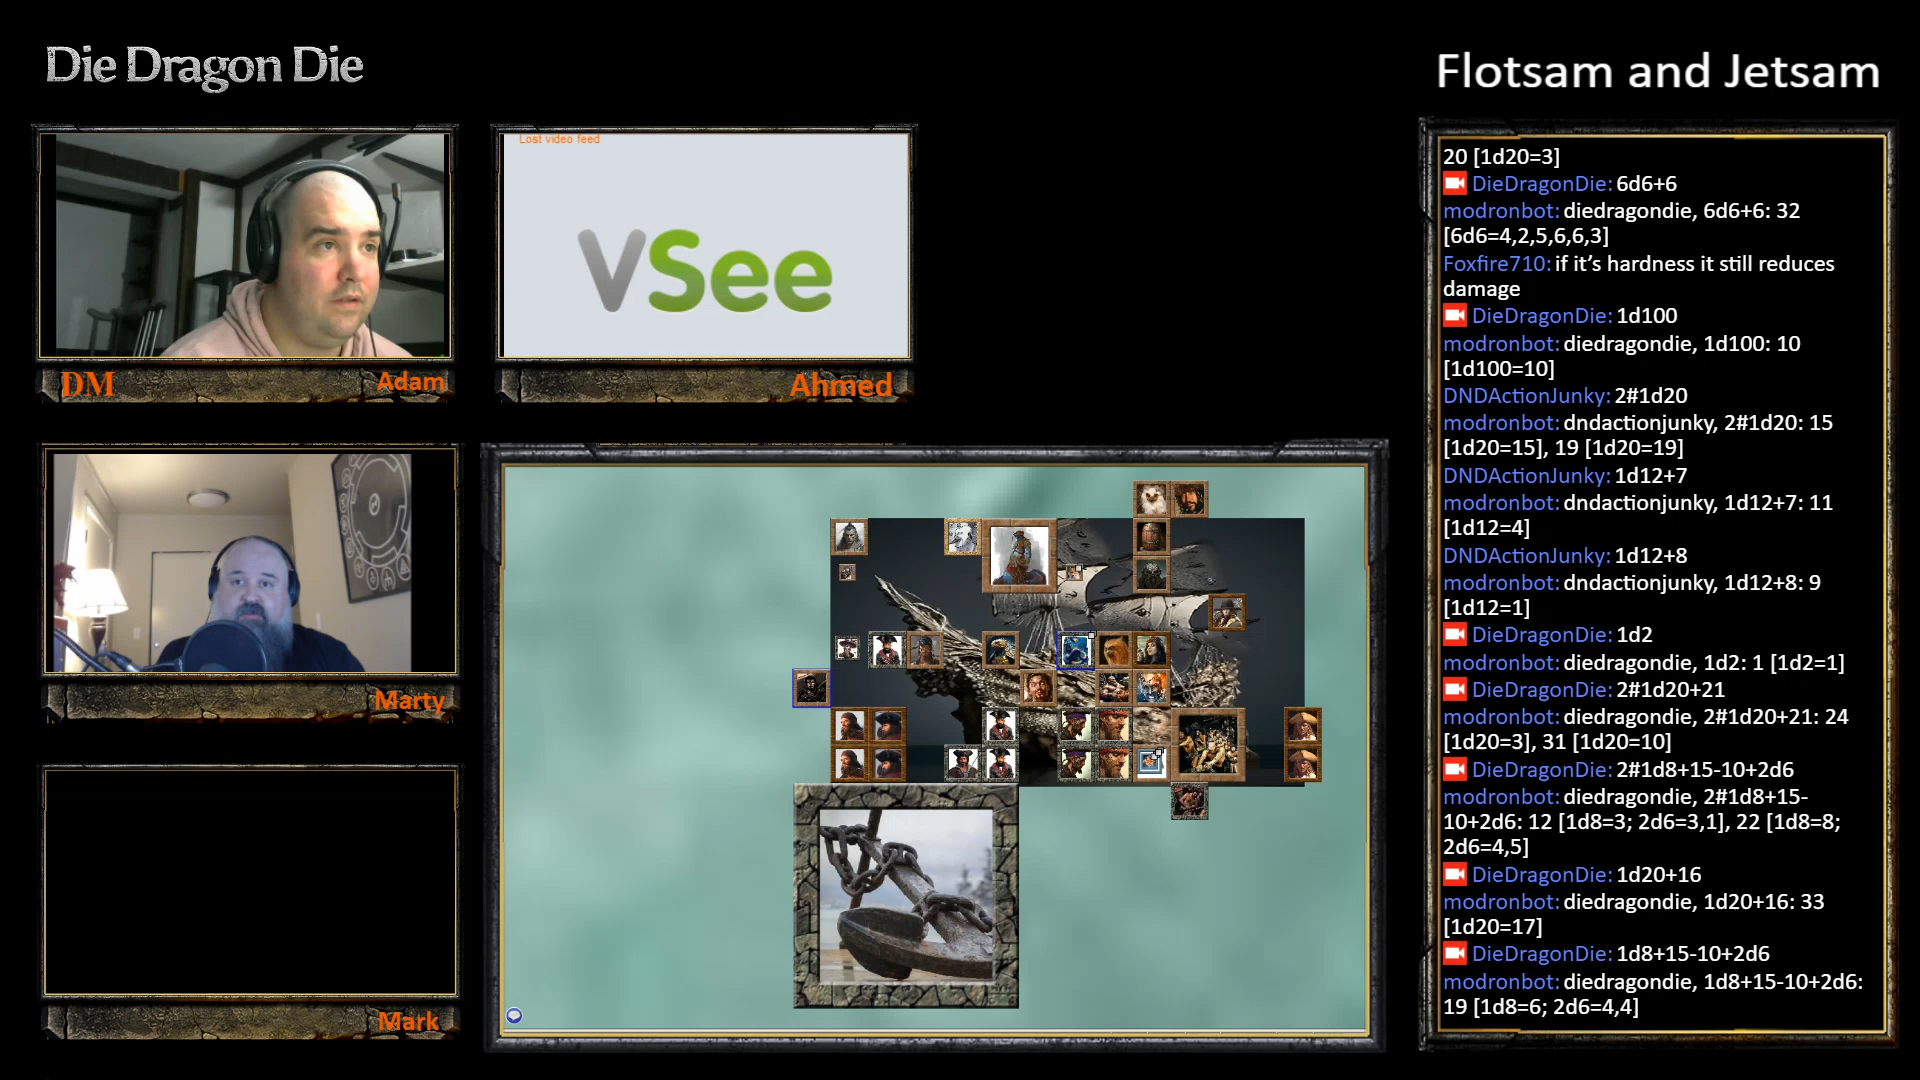 Die Dragon Die
Flotsam and Jetsam
Lost video feed
VSee
DM
Adam
Ahmed
Marty
Mark
20 [1d20=3]
DieDragonDie: 6d6+6
modronbot: diedragondie, 6d6+6: 32
[6d6=4,2,5,6,6,3]
Foxfire710: if it's hardness it still reduces
damage
DieDragonDie: 1d100
modronbot: diedragondie, 1d100: 10
[1d100=10]
DNDActionJunky: 2#1d20
modronbot: dndactionjunky, 2#1d20: 15
[1d20=15], 19 [1d20=19]
DNDActionJunky: 1d12+7
modronbot: dndactionjunky, 1d12+7: 11
[1d12=4]
DNDActionJunky: 1d12+8
modronbot: dndactionjunky, 1d12+8: 9
[1d12=1]
DieDragonDie: 1d2
modronbot: diedragondie, 1d2: 1 [1d2=1]
DieDragonDie: 2#1d20+21
modronbot: diedragondie, 2#1d20+21: 24
[1d20=3], 31 [1d20=10]
DieDragonDie: 2#1d8+15-10+2d6
modronbot: diedragondie, 2#1d8+15-
10+2d6: 12 [1d8=3; 2d6=3,1], 22 [1d8=8;
2d6=4,5]
DieDragonDie: 1d20+16
modronbot: diedragondie, 1d20+16: 33
[1d20=17]
DieDragonDie: 1d8+15-10+2d6
modronbot: diedragondie, 1d8+15-10+2d6:
19 [1d8=6; 2d6=4,4]